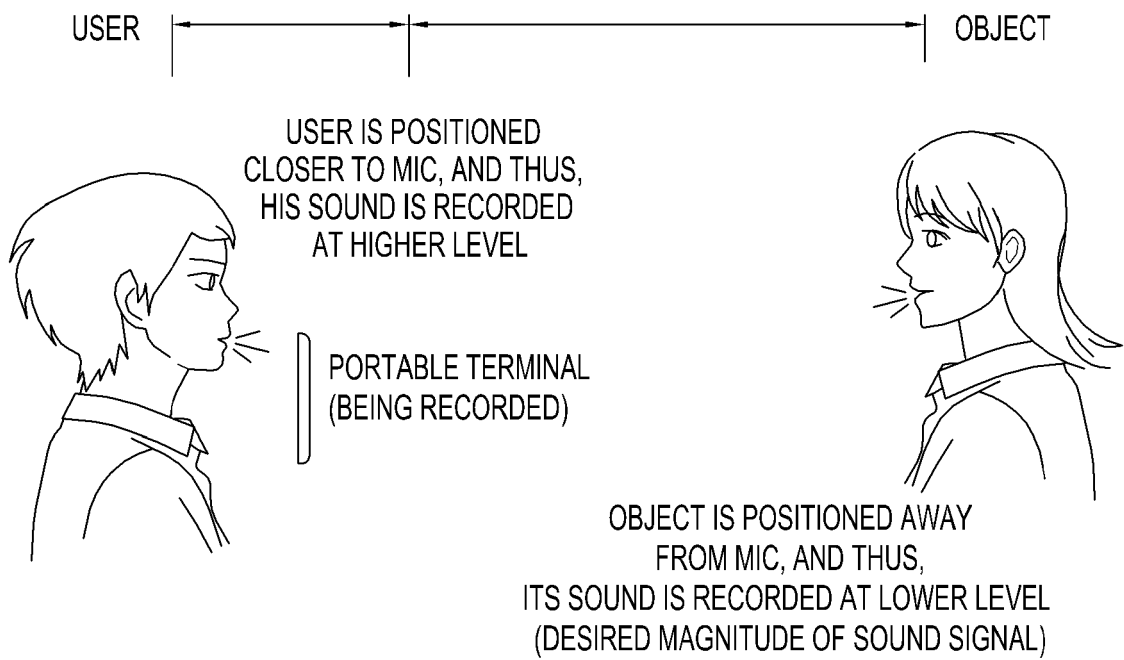 USER
OBJECT
USER IS POSITIONED
CLOSER TO MIC, AND THUS,
HIS SOUND IS RECORDED
AT HIGHER LEVEL
PORTABLE TERMINAL
(BEING RECORDED)
OBJECT IS POSITIONED AWAY
FROM MIC, AND THUS,
ITS SOUND IS RECORDED AT LOWER LEVEL
(DESIRED MAGNITUDE OF SOUND SIGNAL)